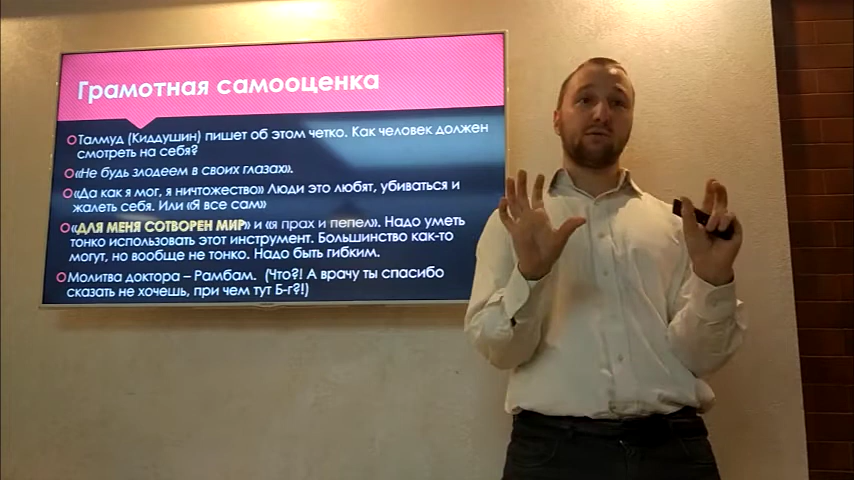 Грамотная самооценка
Талмуд (Киддушин) пишет об этом четко. Как человек должен
смотреть на себя?
«Не будь злодеем в своих глазах».
«Да как я мог, я ничтожество» Люди это любят, убиваться и
жалеть себя. Или «Я все сам»
«ДЛЯ МЕНЯ СОТВОРЕН МИР» и «я прах и пепел». Надо уметь
тонко использовать этот инструмент. Большинство как-то
могут, но вообще не тонко. Надо быть гибким.
Молитва доктора – Рамбам. (Что?! А врачу ты спасибо
сказать не хочешь, при чем тут Б-г?!)